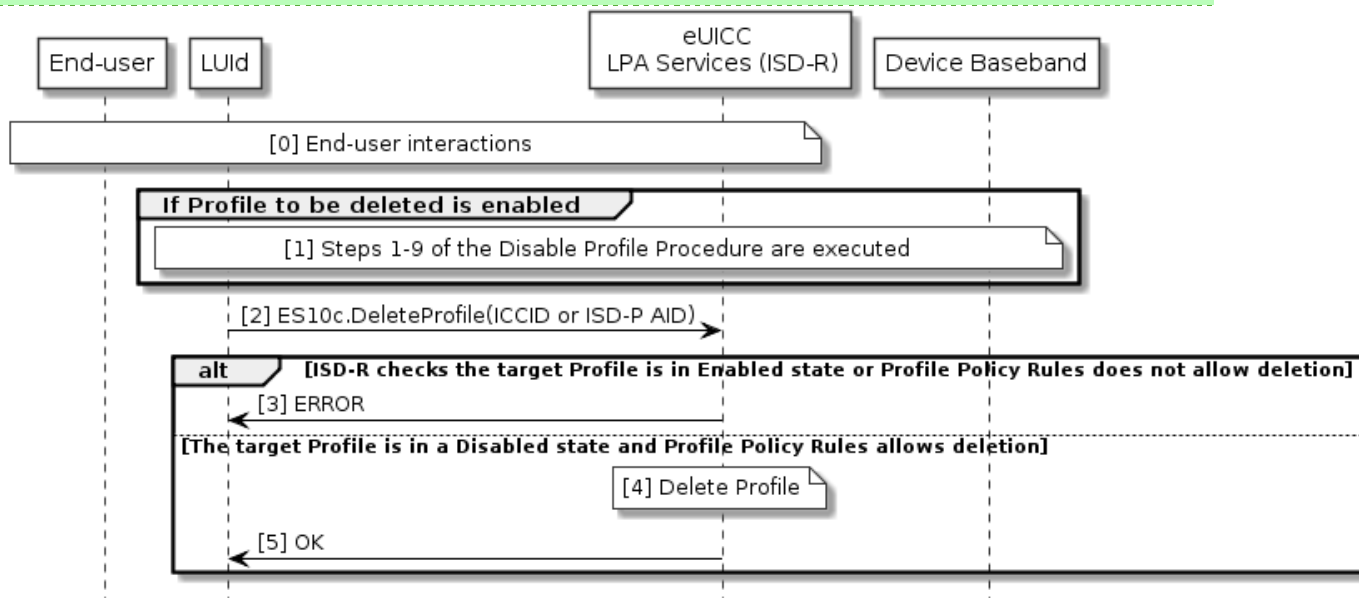 End-user
LUId
eUICC
LPA Services (ISD-R)
Device Baseband
[0] End-user interactions
If Profile to be deleted is enabled
[1] Steps 1-9 of the Disable Profile Procedure are executed
[2] ES10c.DeleteProfile(ICCID or ISD-P AID)
alt
[ISD-R checks the target Profile is in Enabled state or Profile Policy Rules does not allow deletion]
[3] ERROR
[The target Profile is in a Disabled state and Profile Policy Rules allows deletion]
[4] Delete Profile
[5] OK